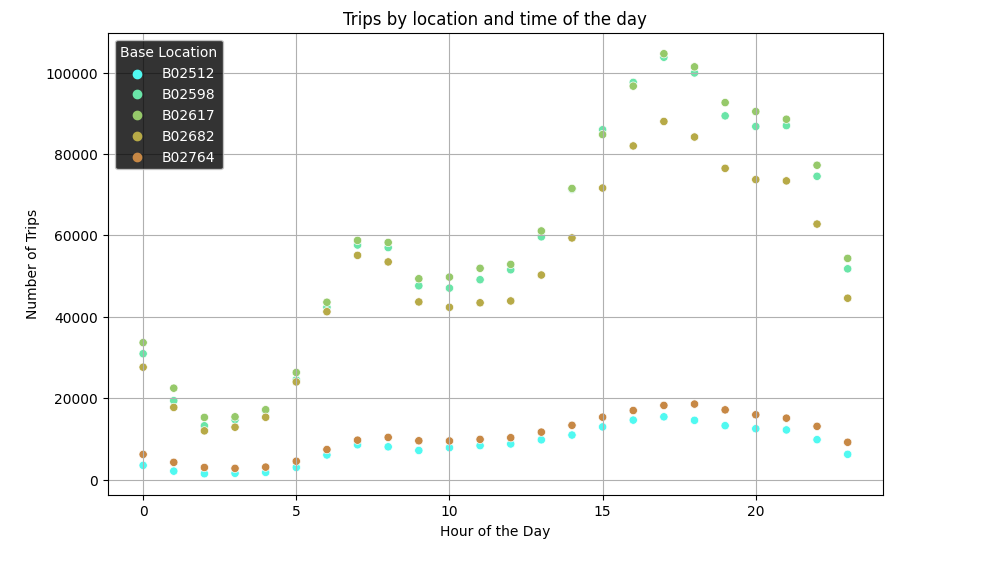 Trips by location and time of the day
Base Location
B02512
B02598
B02617
B02682
B02764
Number of Trips
100000
80000
60000
40000
20000
0
0 5 10 15 20
Hour of the Day